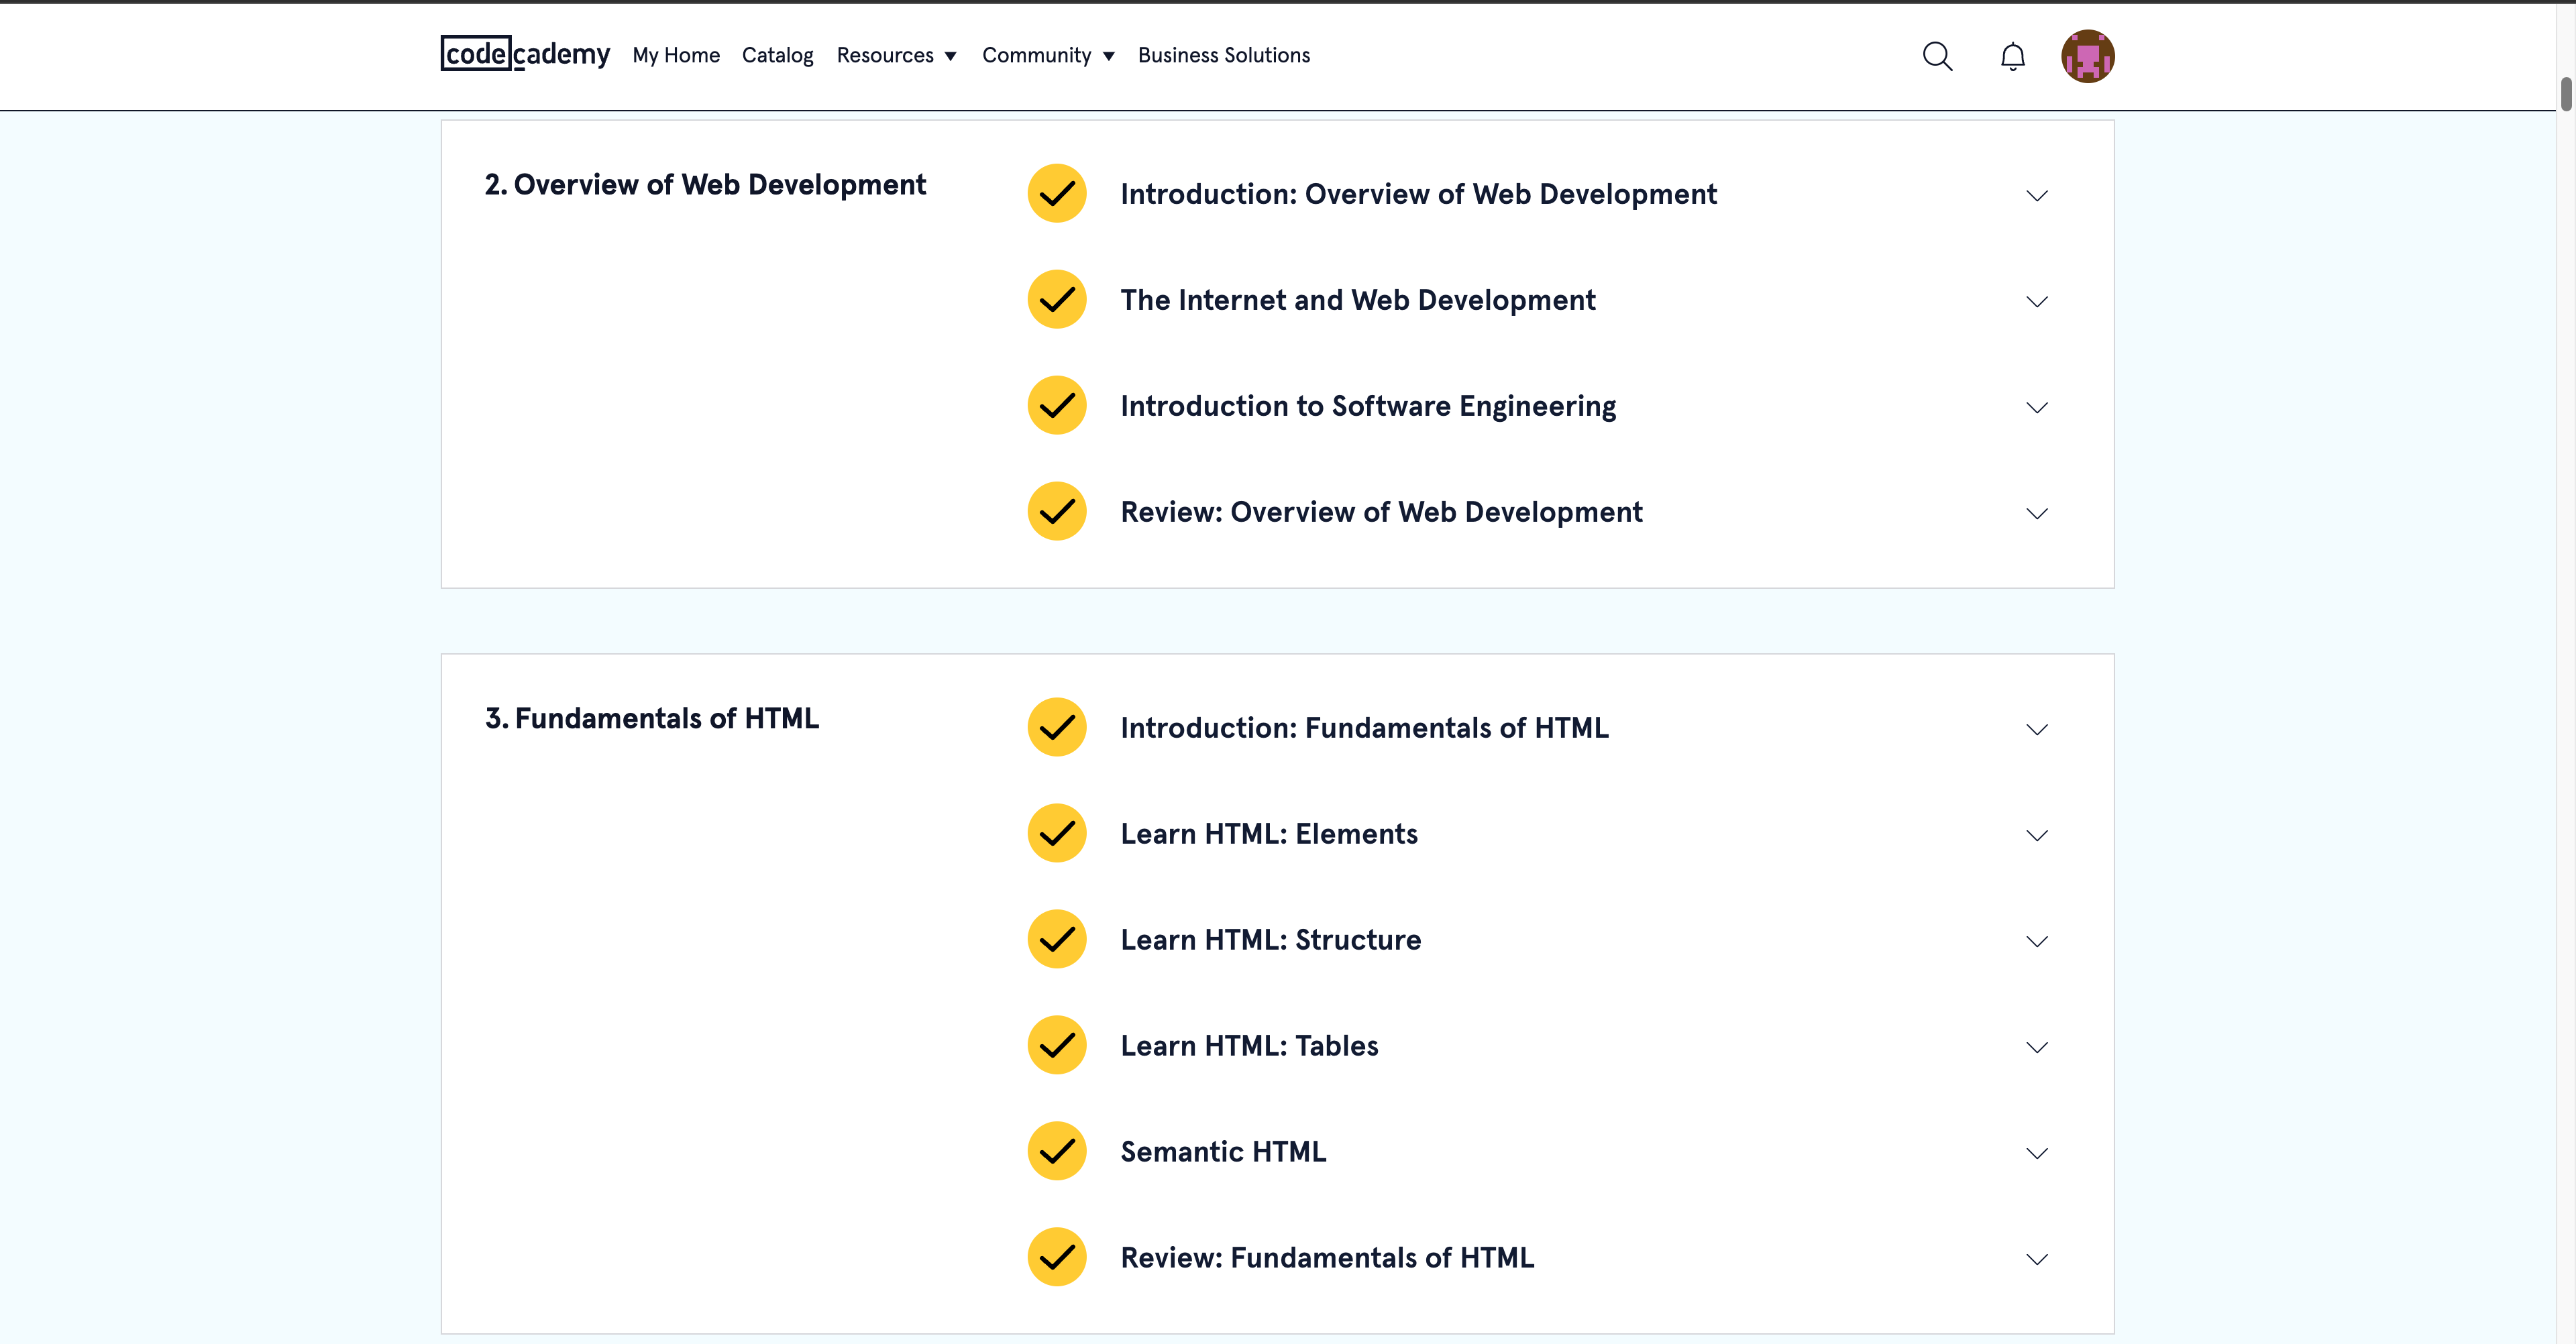 codecademy My Home Catalog Resources Community Business Solutions
2. Overview of Web Development
Introduction: Overview of Web Development
The Internet and Web Development
Introduction to Software Engineering
Review: Overview of Web Development
3. Fundamentals of HTML
Introduction: Fundamentals of HTML
Learn HTML: Elements
Learn HTML: Structure
Learn HTML: Tables
Semantic HTML
Review: Fundamentals of HTML